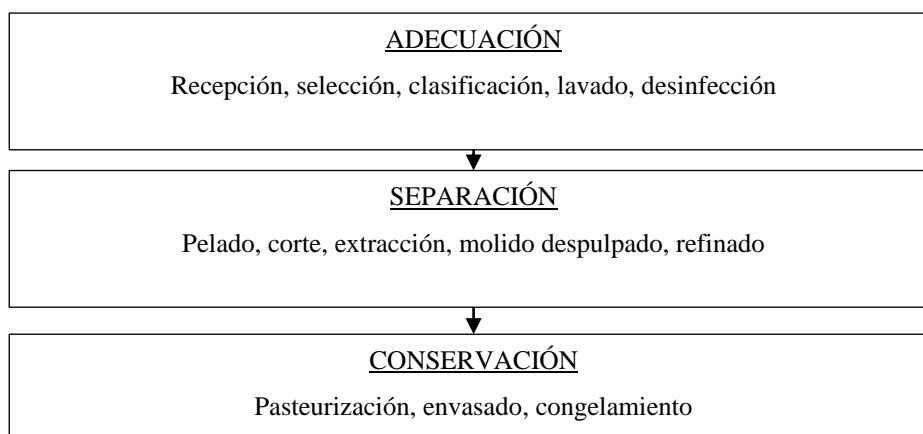 ADECUACIÓN
Recepción, selección, clasificación, lavado, desinfección
SEPARACIÓN
Pelado, corte, extracción, molido despulpado, refinado
CONSERVACIÓN
Pasteurización, envasado, congelamiento